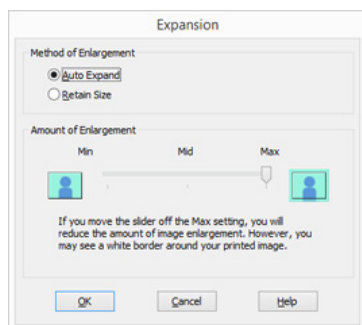 Expansion
Method of Enlargement
Auto Expand
Retain Size
Amount of Enlargement
Min Mid Max
If you move the slider off the Max setting, you will
reduce the amount of image enlargement. However, you
may see a white border around your printed image.
OK Cancel Help